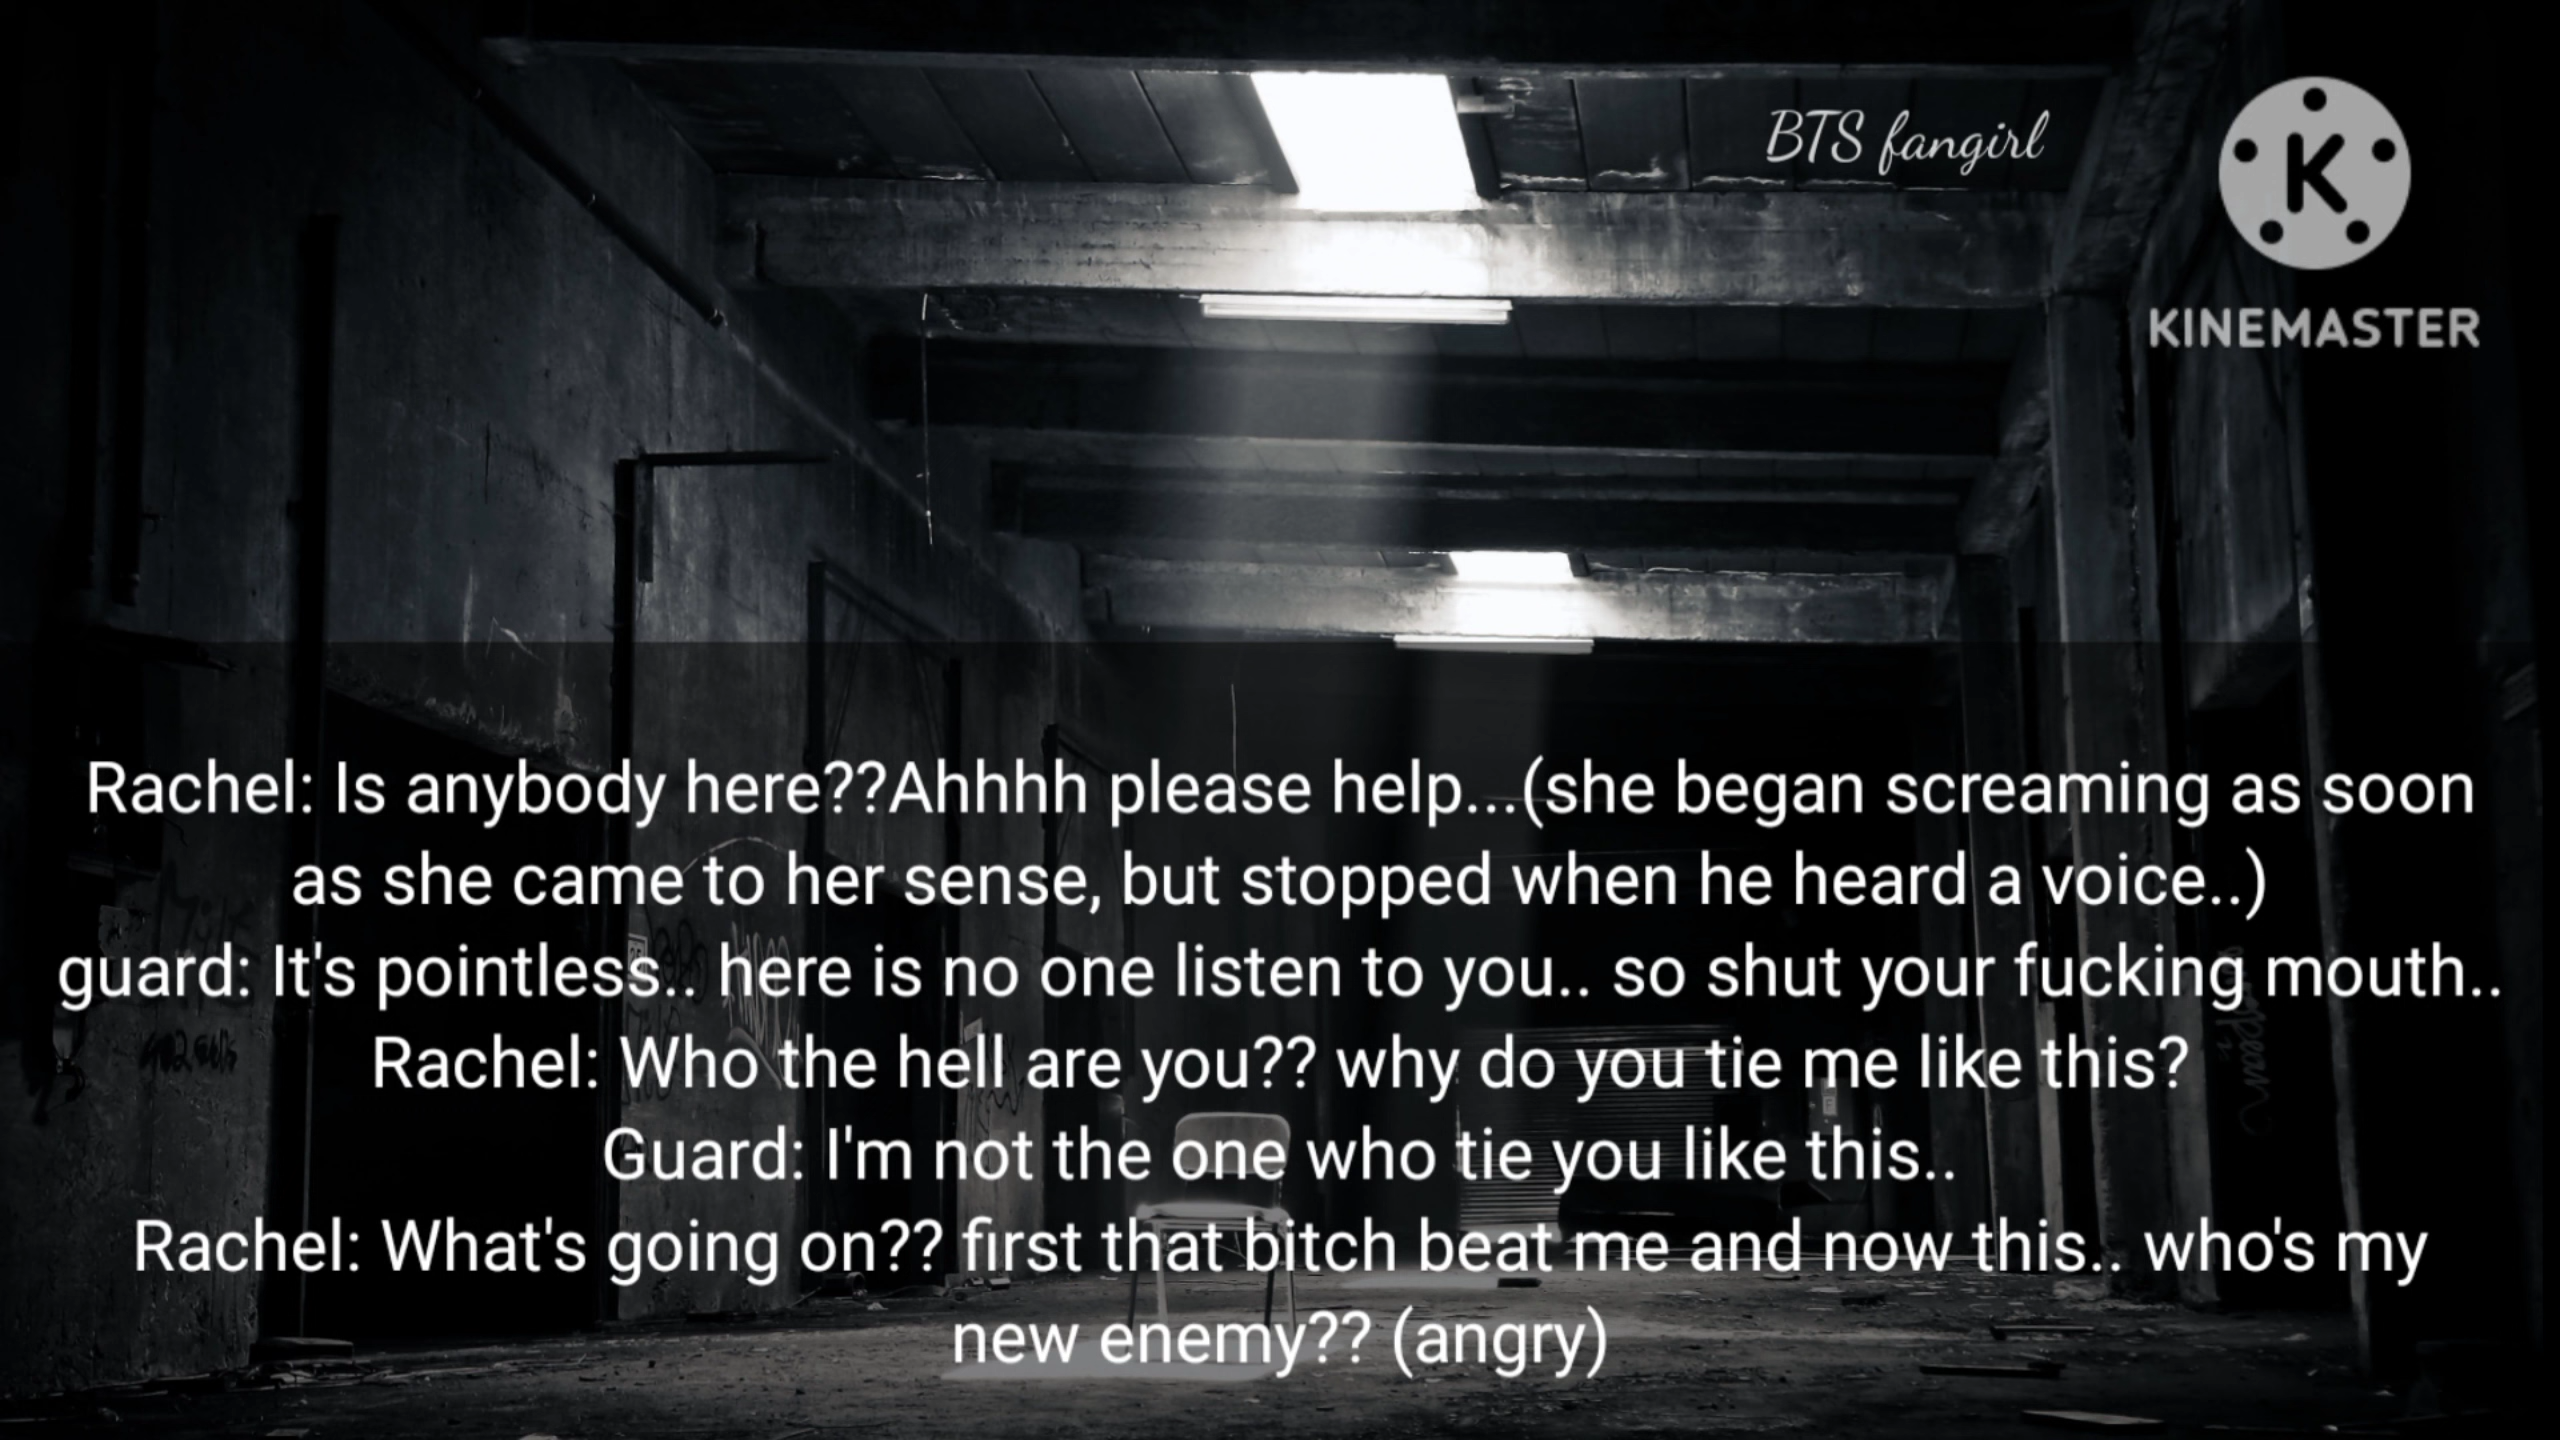 BTS fangirl
K
KINEMASTER
Rachel: Is anybody here??Ahhhh please help...(she began screaming as soon
as she came to her sense, but stopped when he heard a voice..)
guard: It's pointless.. here is no one listen to you.. so shut your fucking mouth..
Rachel: Who the hell are you?? why do you tie me like this?
Guard: I'm not the one who tie you like this..
Rachel: What's going on?? first that bitch beat me and now this.. who's my
new enemy?? (angry)